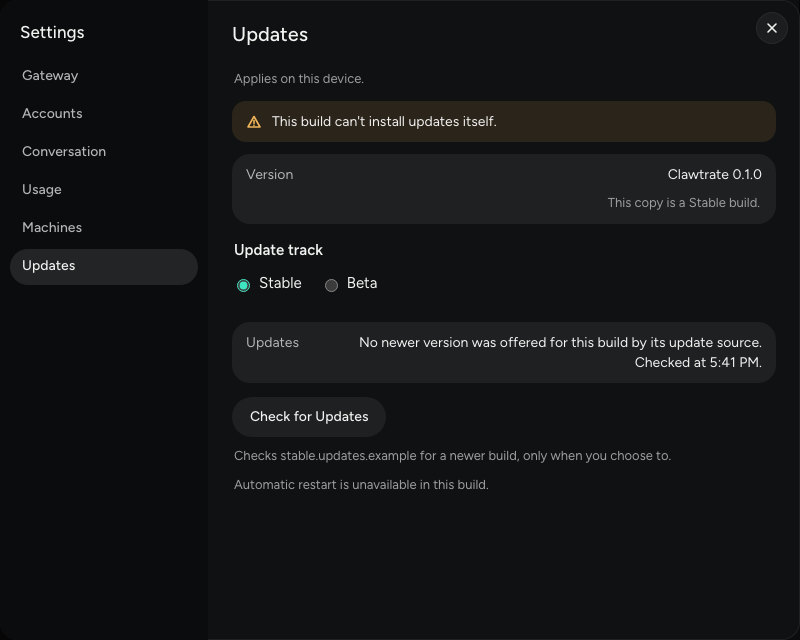 Settings
Gateway
Accounts
Conversation
Usage
Machines
Updates
Updates
Applies on this device.
This build can't install updates itself.
Version
Clawtrate 0.1.0
This copy is a Stable build.
Update track
Stable
Beta
Updates
No newer version was offered for this build by its update source.
Checked at 5:41 PM.
Check for Updates
Checks stable.updates.example for a newer build, only when you choose to.
Automatic restart is unavailable in this build.